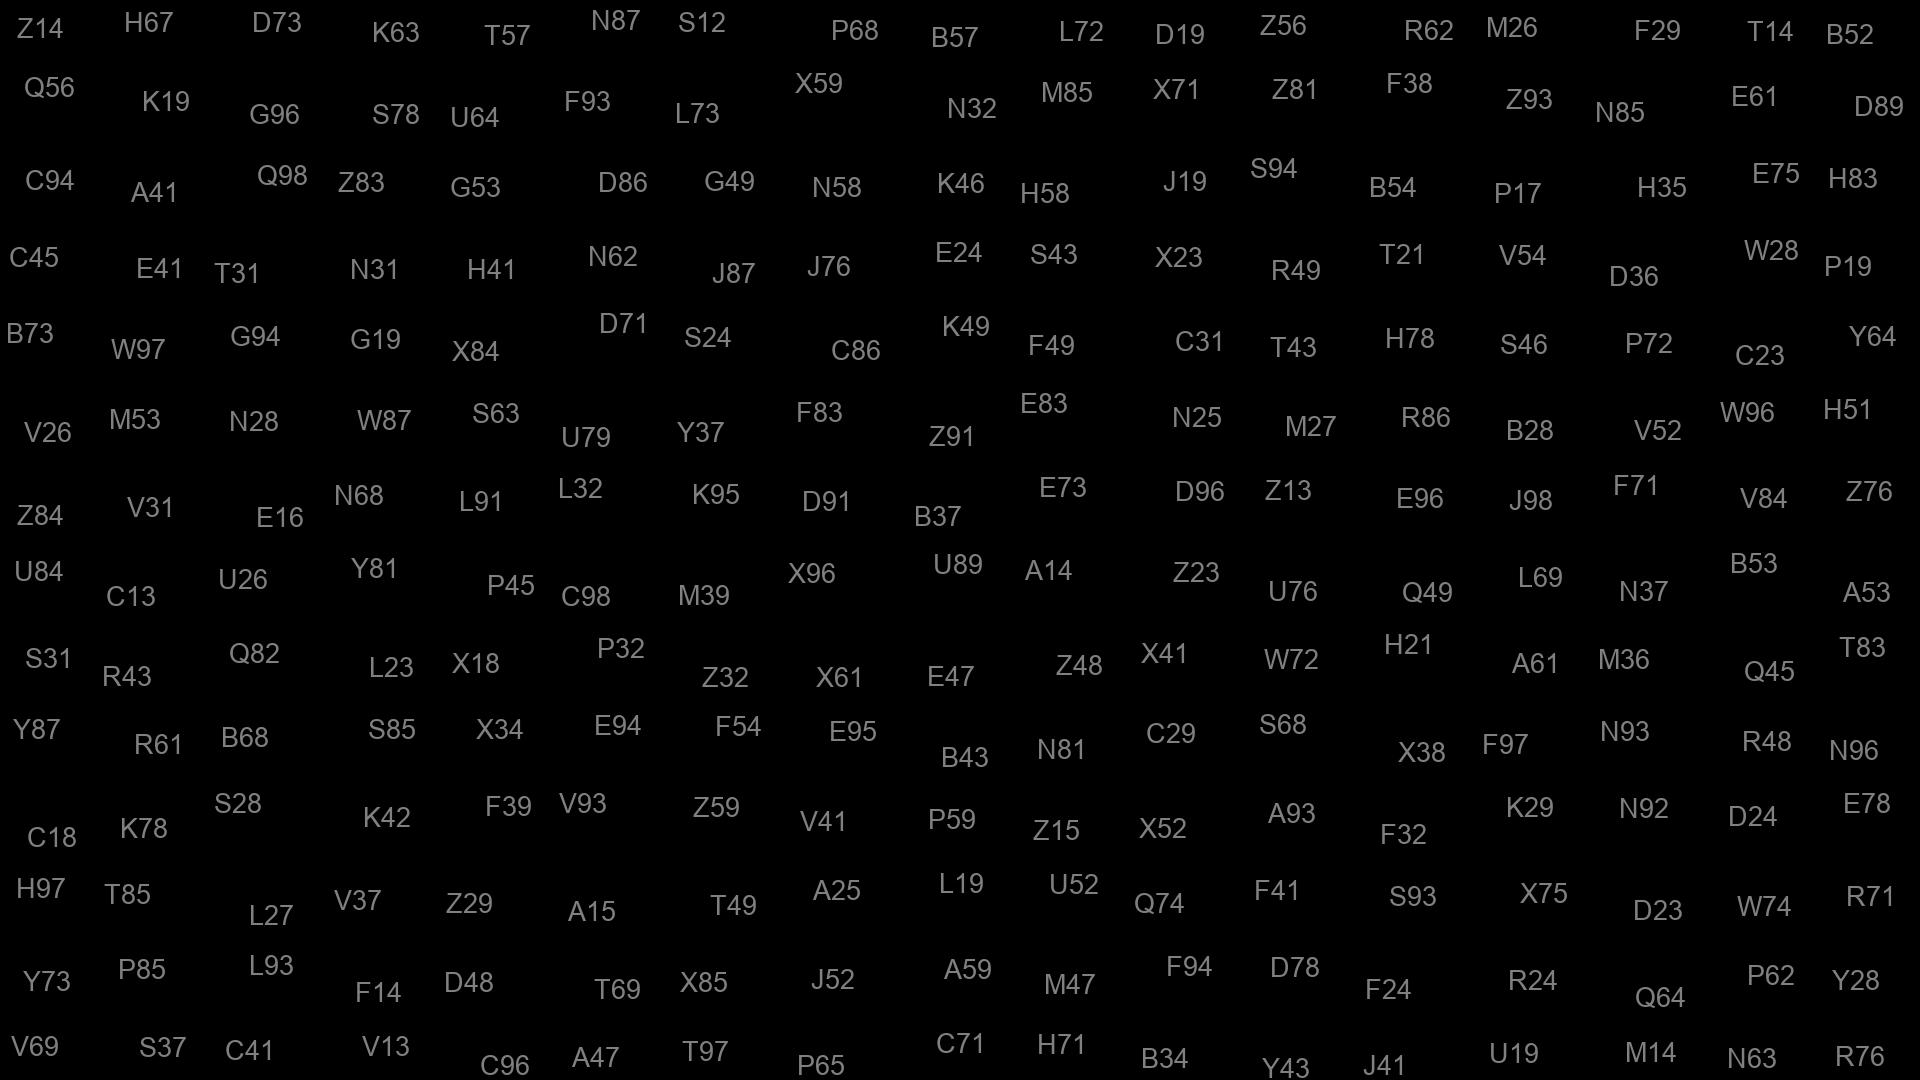 Z14 H67 D73 K63 T57 N87 S12 P68 B57 L72 D19 Z56 R62 M26 F29 T14 B52
Q56 K19 G96 S78 U64 F93 L73 X59 N32 M85 X71 Z81 F38 Z93 N85 E61 D89
C94 A41 Q98 Z83 G53 D86 G49 N58 K46 H58 J19 S94 B54 P17 H35 E75 H83
C45 E41 T31 N31 H41 N62 J87 J76 E24 S43 X23 R49 T21 V54 D36 W28 P19
B73 W97 G94 G19 X84 D71 S24 C86 K49 F49 C31 T43 H78 S46 P72 C23 Y64
V26 M53 N28 W87 S63 U79 Y37 F83 Z91 E83 N25 M27 R86 B28 V52 W96 H51
Z84 V31 E16 N68 L91 L32 K95 D91 B37 E73 D96 Z13 E96 J98 F71 V84 Z76
U84 C13 U26 Y81 P45 C98 M39 X96 U89 A14 Z23 U76 Q49 L69 N37 B53 A53
S31 R43 Q82 L23 X18 P32 Z32 X61 E47 Z48 X41 W72 H21 A61 M36 Q45 T83
Y87 R61 B68 S85 X34 E94 F54 E95 B43 N81 C29 S68 X38 F97 N93 R48 N96
C18 K78 S28 K42 F39 V93 Z59 V41 P59 Z15 X52 A93 F32 K29 N92 D24 E78
H97 T85 L27 V37 Z29 A15 T49 A25 L19 U52 Q74 F41 S93 X75 D23 W74 R71
Y73 P85 L93 F14 D48 T69 X85 J52 A59 M47 F94 D78 F24 R24 Q64 P62 Y28
V69 S37 C41 V13 C96 A47 T97 P65 C71 H71 B34 Y43 J41 U19 M14 N63 R76